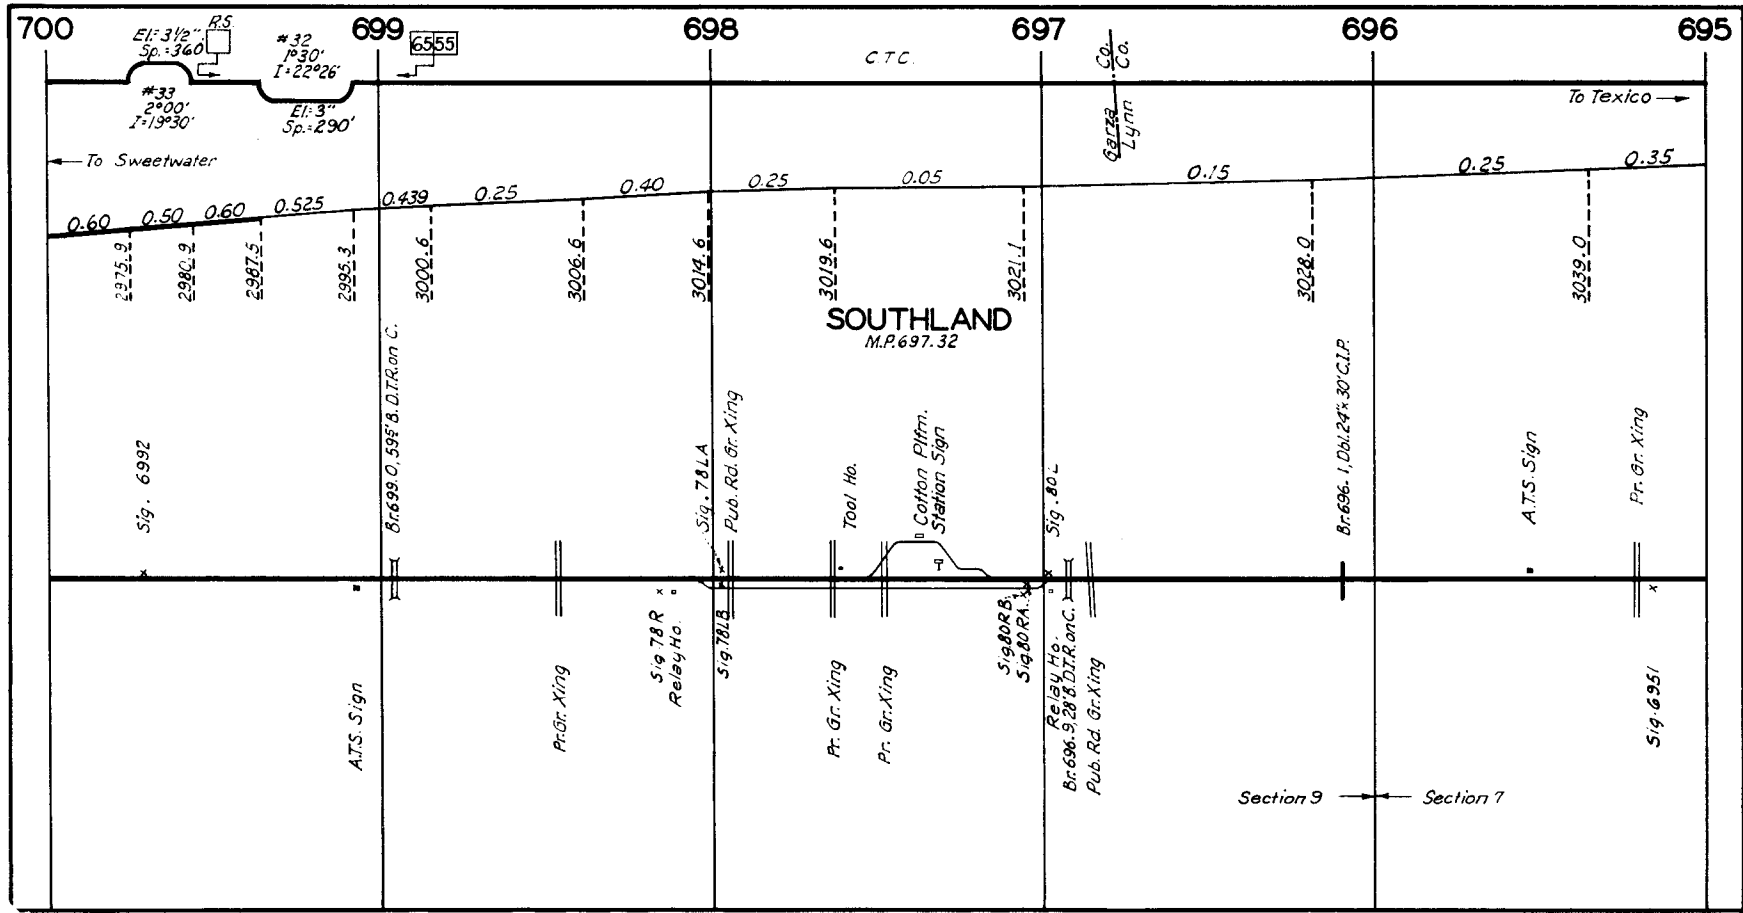 700
699
698
697
696
695
El: 3½"
Sp.=360'
R.S.
#32
1°30'
I=22°26'
6555
C.T.C.
Co.
Co.
Garza
Lynn
#33
2°00'
I=19°30'
El: 3"
Sp.=290'
To Texico
To Sweetwater
0.60
0.50
0.60
0.525
0.439
0.25
0.40
0.25
0.05
0.15
0.25
0.35
2975.9
2980.9
2987.5
2995.3
3000.6
3006.6
3014.6
3019.6
3021.1
3028.0
3039.0
SOUTHLAND
M.P.697.32
Sig. 6992
Br.699.0, 59½' B.D.T.R.on C.
Sig. 78LA
Pub. Rd. Gr. Xing
Tool Ho.
Cotton Plfm.
Station Sign
Sig. 80L
Br.696.1, Dbl.24"x30' C.I.P.
A.T.S. Sign
Pr. Gr. Xing
A.T.S. Sign
Pr. Gr. Xing
Sig 78R
Relay Ho.
Sig. 78LB
Pr. Gr. Xing
Pr. Gr. Xing
Sig.80RB
Sig.80RA
Relay Ho.
Br.696.9, 28' B.D.T.R.on C.
Pub. Rd. Gr. Xing
Sig. 6951
Section 9
Section 7